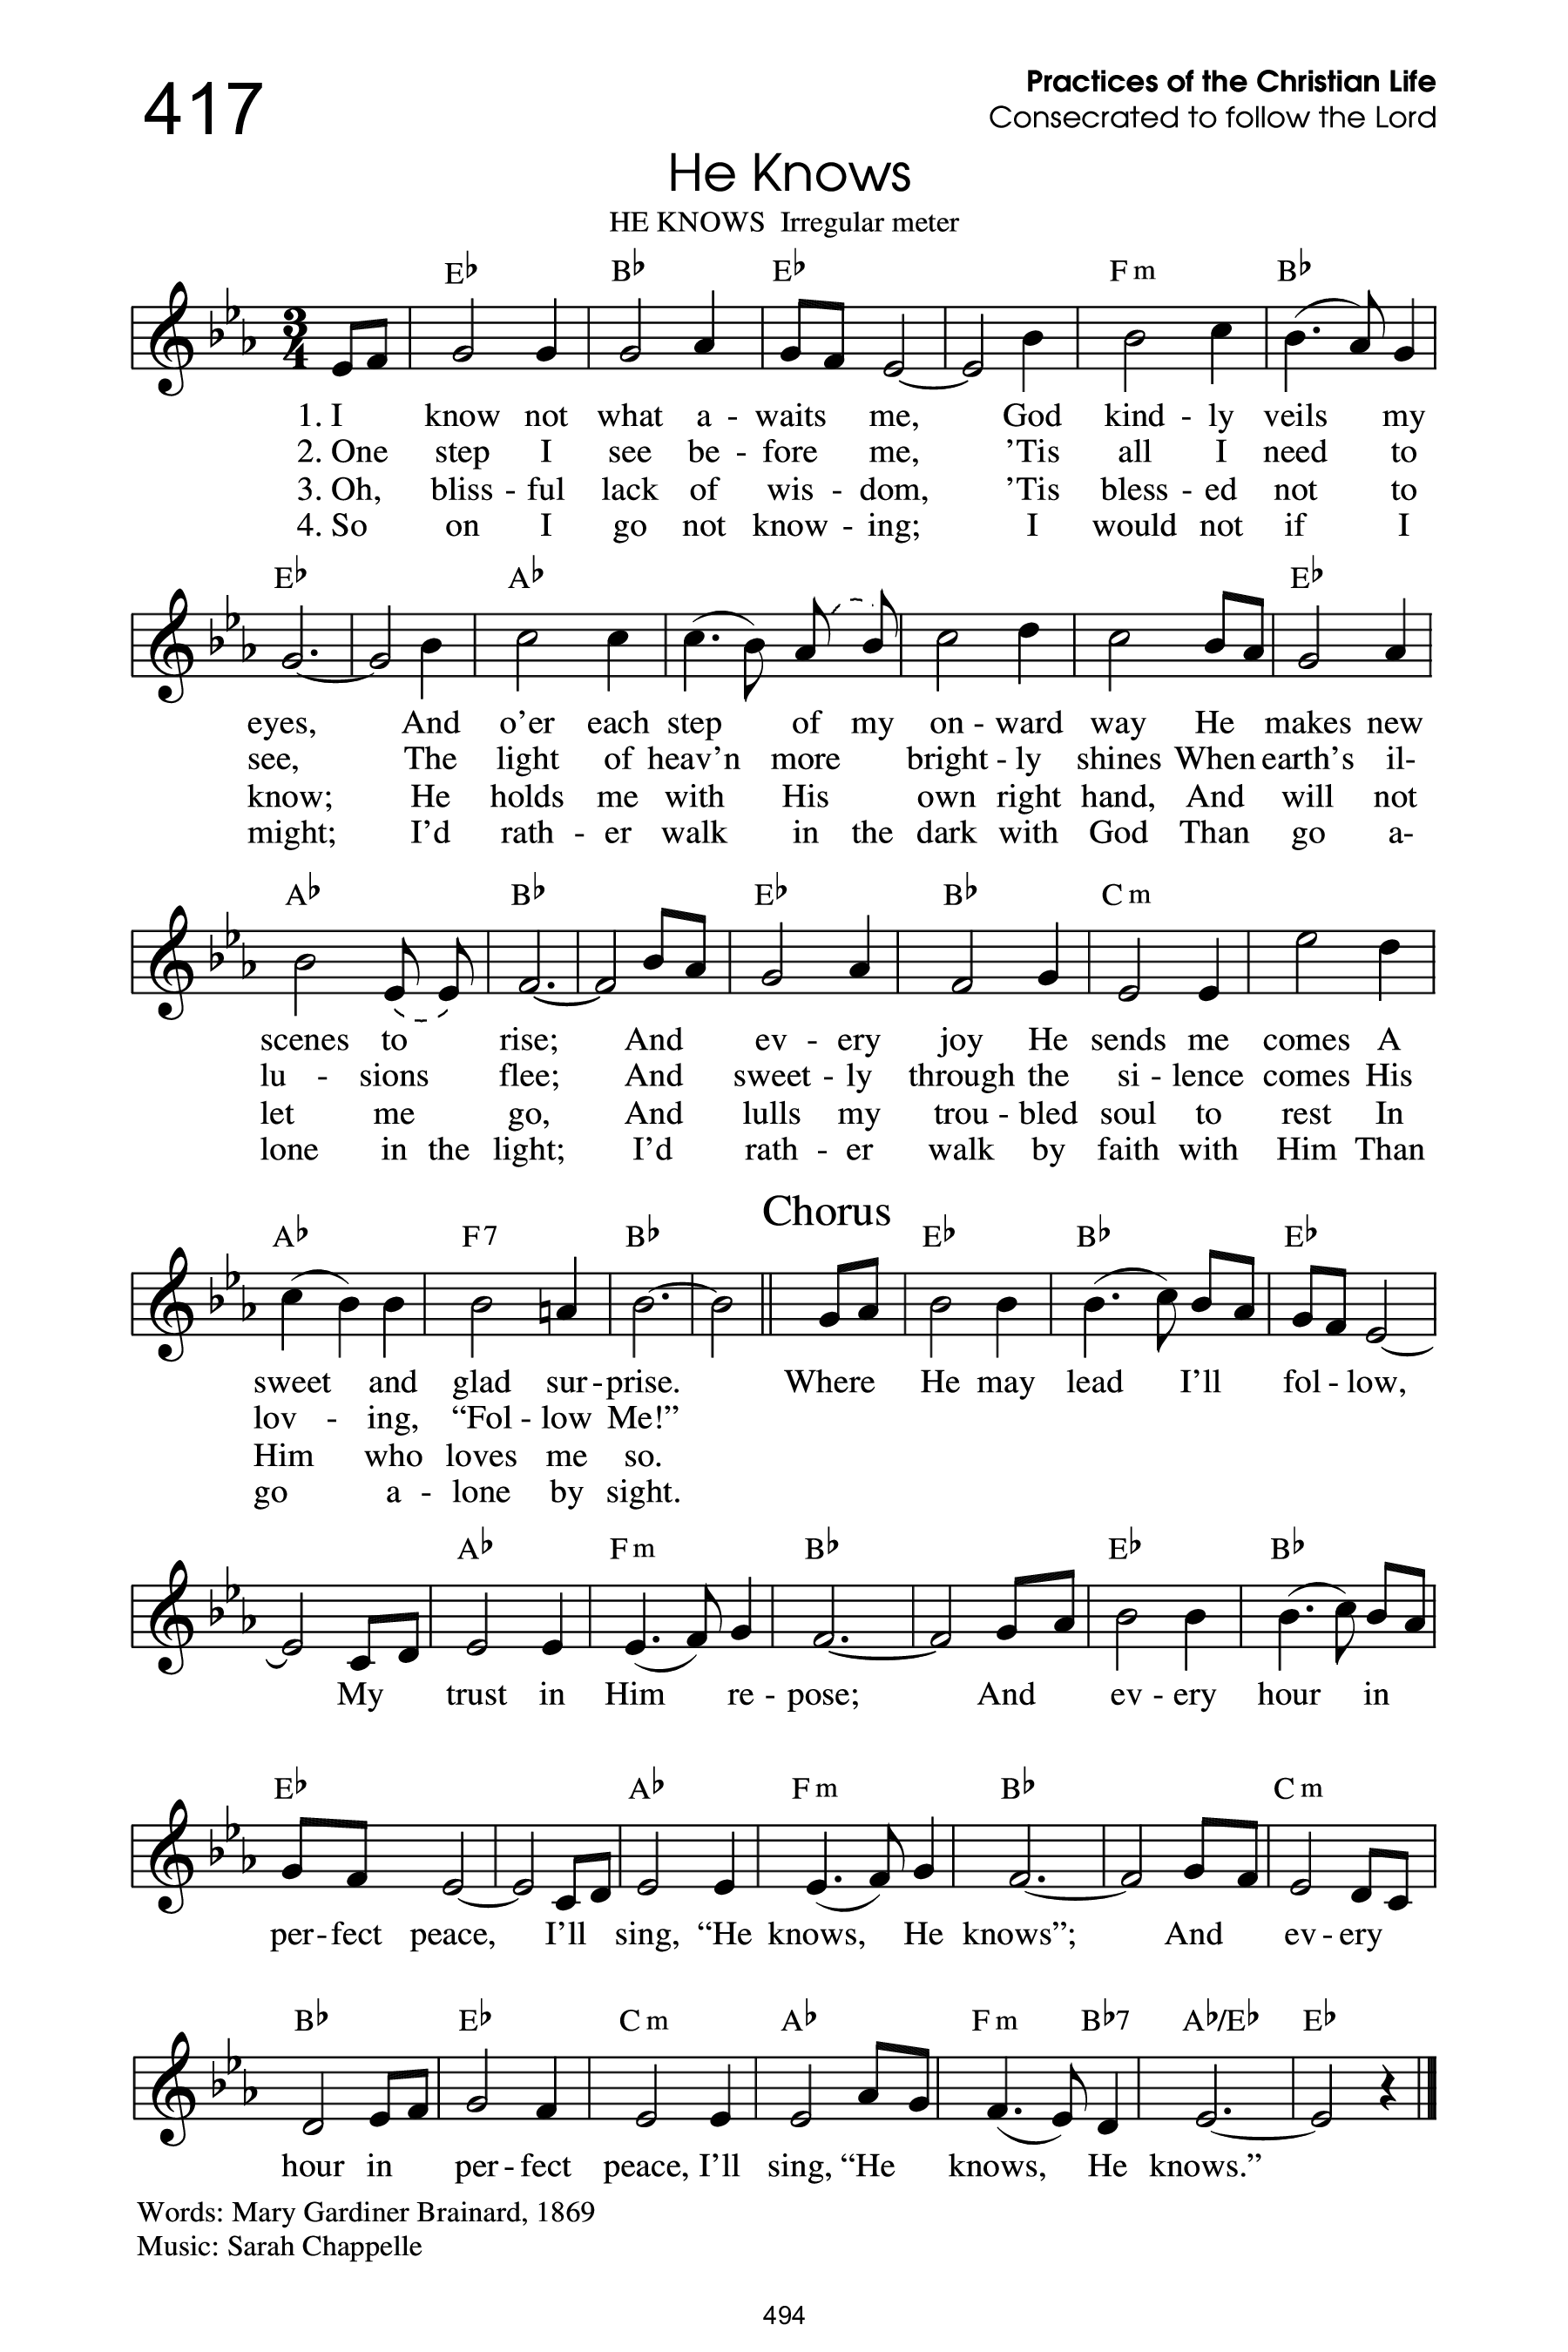 417
Practices of the Christian Life
Consecrated to follow the Lord
He Knows
HE KNOWS  Irregular meter
E♭ B♭ E♭ F m B♭
1. I know not what a - waits me, God kind - ly veils my
2. One step I see be - fore me, ’Tis all I need to
3. Oh, bliss - ful lack of wis - dom, ’Tis bless - ed not to
4. So on I go not know - ing; I would not if I
E♭ A♭ E♭
eyes, And o’er each step of my on - ward way He makes new
see, The light of heav’n more bright - ly shines When earth’s il-
know; He holds me with His own right hand, And will not
might; I’d rath - er walk in the dark with God Than go a-
A♭ B♭ E♭ B♭ C m
scenes to rise; And ev - ery joy He sends me comes A
lu - sions flee; And sweet - ly through the si - lence comes His
let me go, And lulls my trou - bled soul to rest In
lone in the light; I’d rath - er walk by faith with Him Than
Chorus
A♭ F 7 B♭ E♭ B♭ E♭
sweet and glad sur - prise. Where He may lead I’ll fol - low,
lov - ing, “Fol - low Me!”
Him who loves me so.
go a - lone by sight.
A♭ F m B♭ E♭ B♭
My trust in Him re - pose; And ev - ery hour in
E♭ A♭ F m B♭ C m
per - fect peace, I’ll sing, “He knows, He knows”; And ev - ery
B♭ E♭ C m A♭ F m B♭7 A♭/E♭ E♭
hour in per - fect peace, I’ll sing, “He knows, He knows.”
Words: Mary Gardiner Brainard, 1869
Music: Sarah Chappelle
494